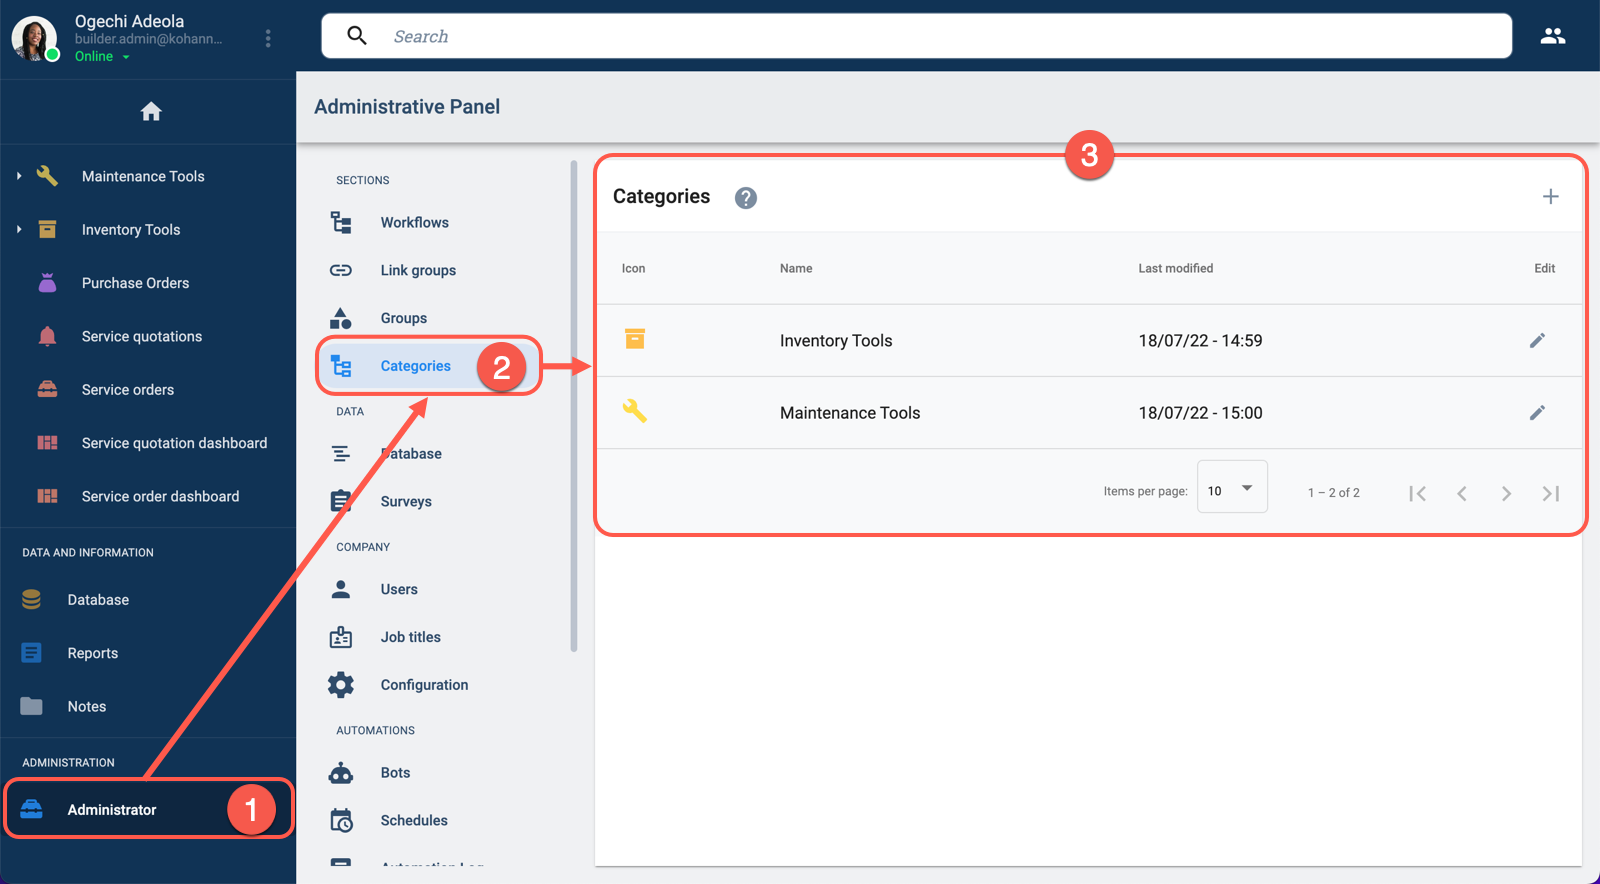 Ogechi Adeola
builder.admin@kohann...
Online
Search
Administrative Panel
Maintenance Tools
Inventory Tools
Purchase Orders
Service quotations
Service orders
Service quotation dashboard
Service order dashboard
DATA AND INFORMATION
Database
Reports
Notes
ADMINISTRATION
Administrator
1
SECTIONS
Workflows
Link groups
Groups
Categories
2
DATA
Database
Surveys
COMPANY
Users
Job titles
Configuration
AUTOMATIONS
Bots
Schedules
Automation Log
3
Categories ? +
Icon Name Last modified Edit
Inventory Tools 18/07/22 - 14:59
Maintenance Tools 18/07/22 - 15:00
Items per page: 10 1 – 2 of 2